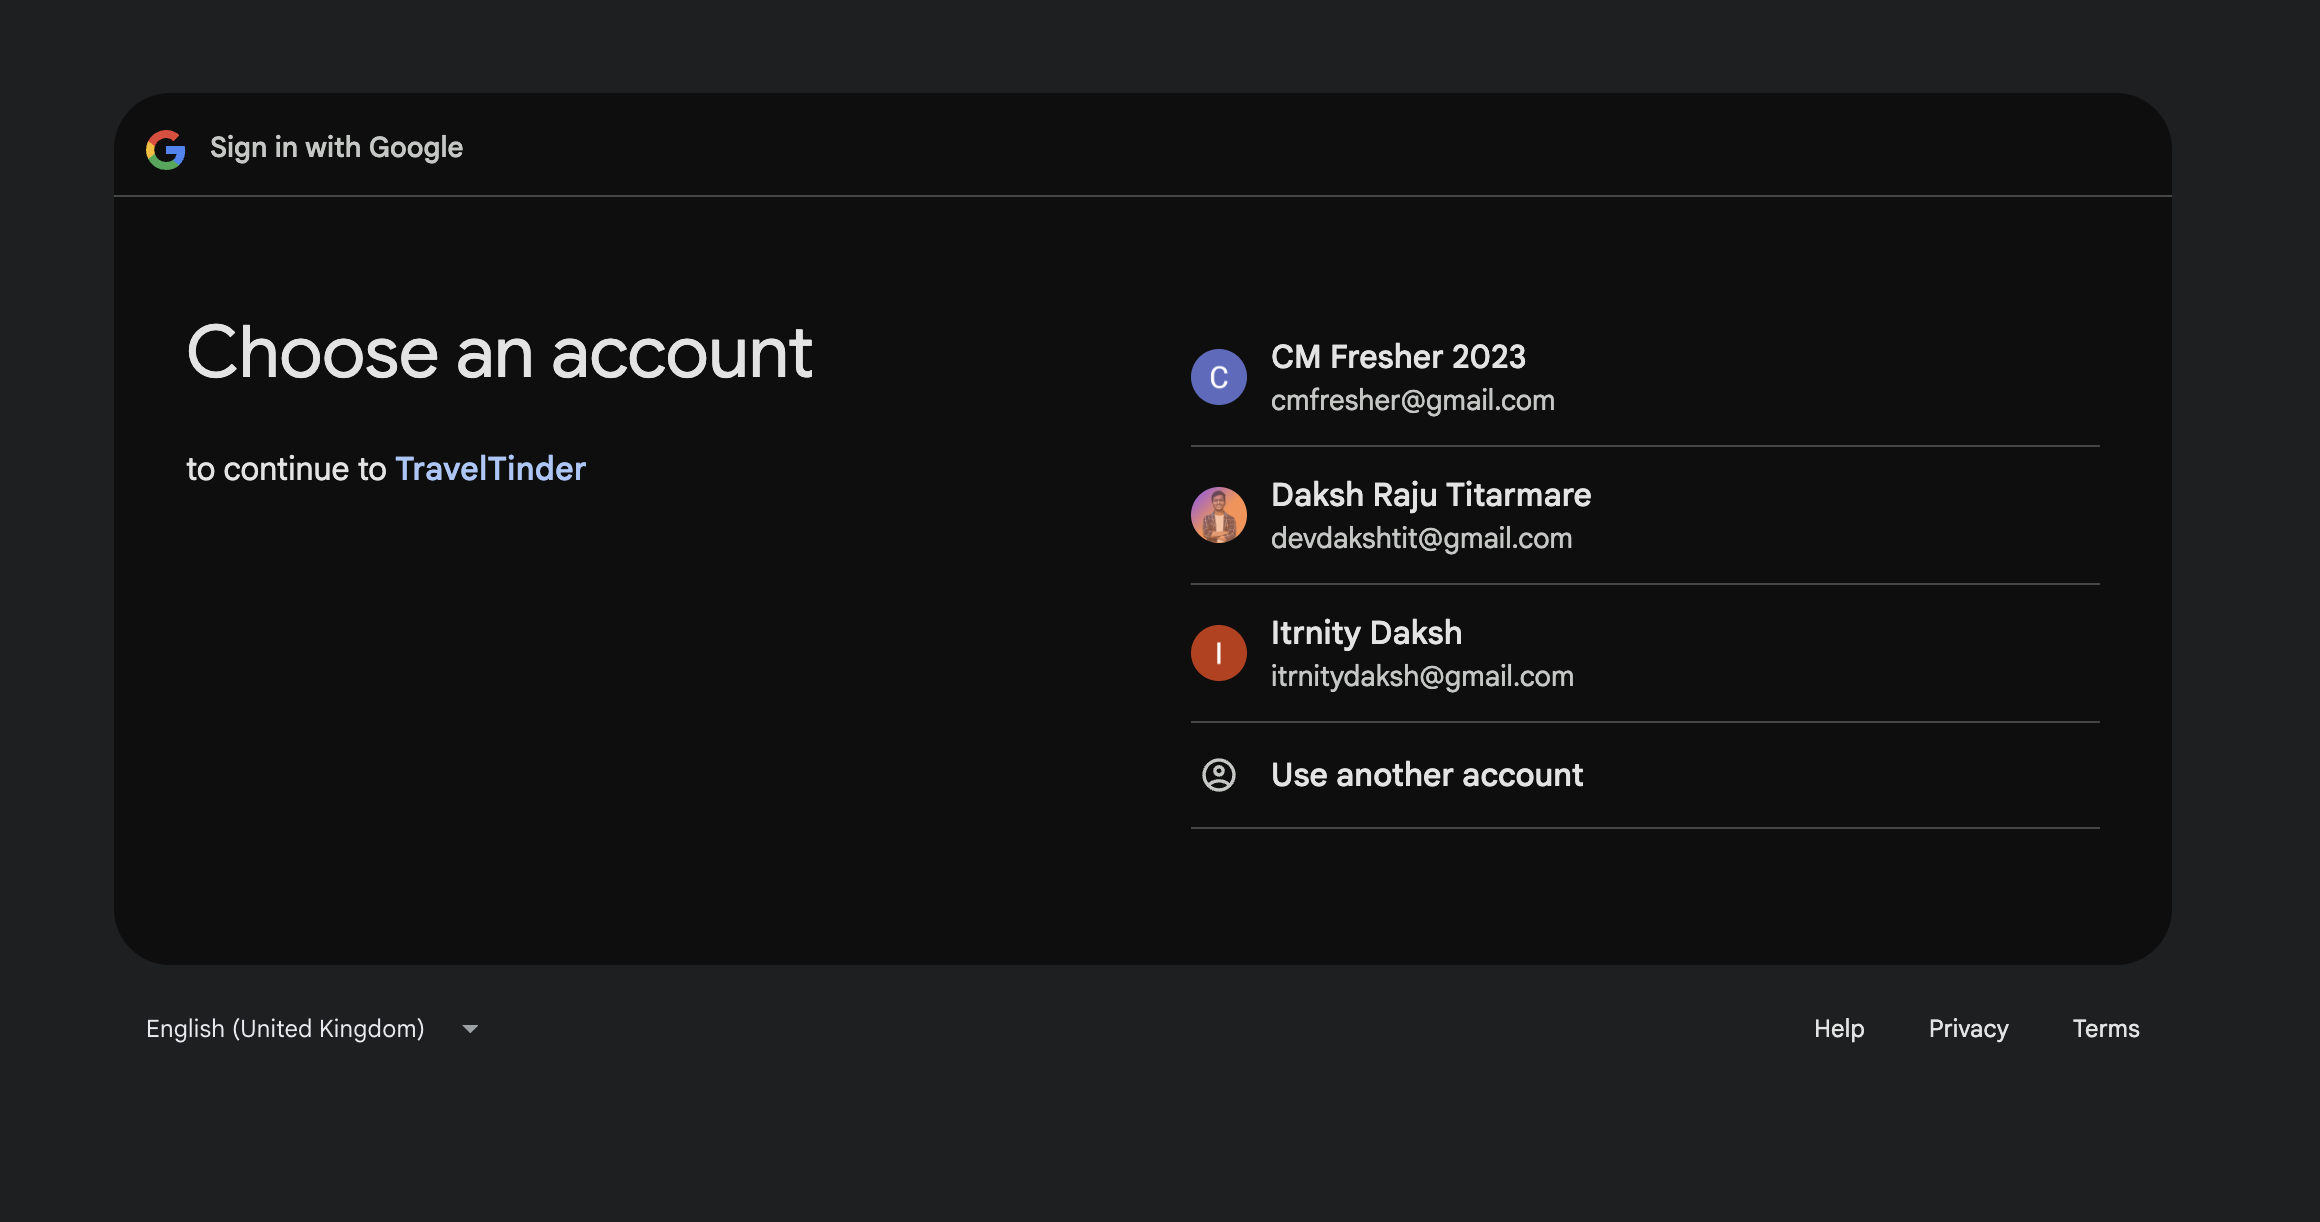 Sign in with Google
Choose an account
to continue to TravelTinder
C
CM Fresher 2023
cmfresher@gmail.com
Daksh Raju Titarmare
devdakshtit@gmail.com
I
Itrnity Daksh
itrnitydaksh@gmail.com
Use another account
English (United Kingdom)
Help
Privacy
Terms